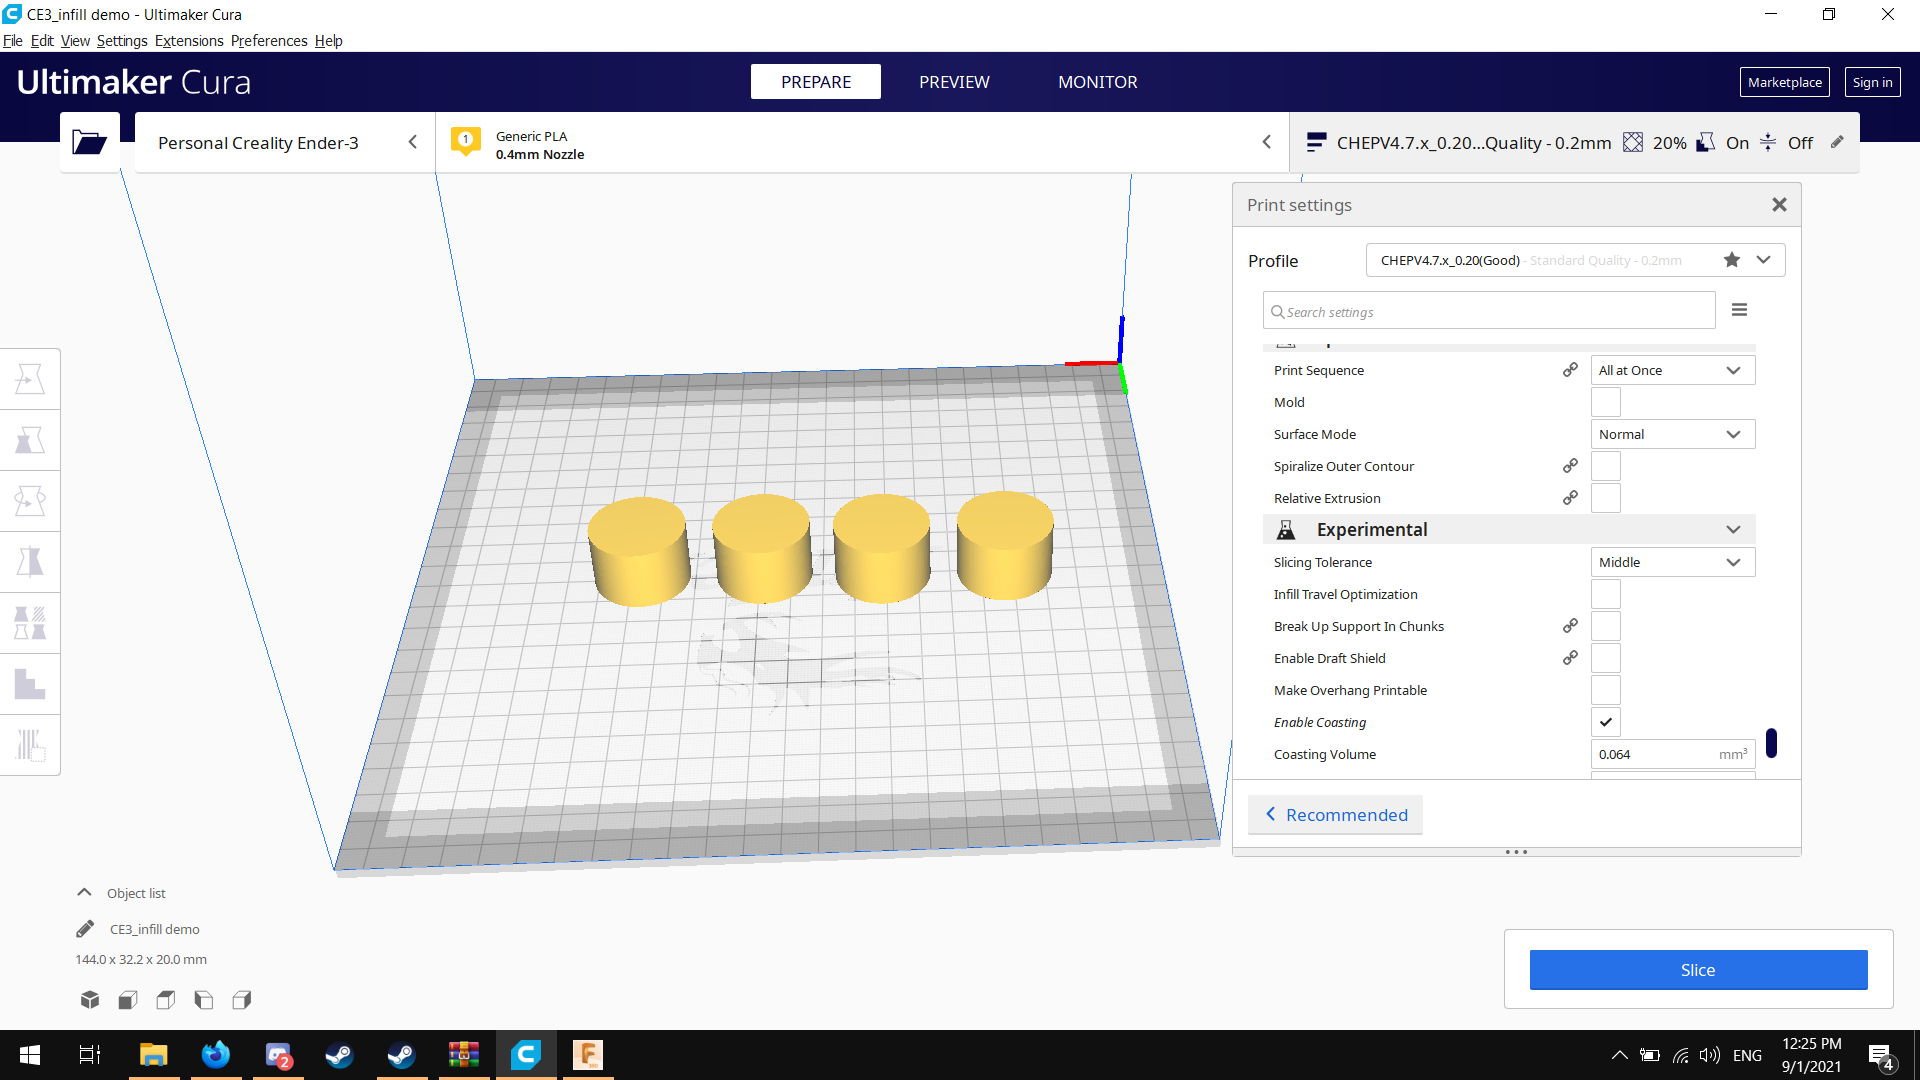 CE3_infill demo - Ultimaker Cura
File Edit View Settings Extensions Preferences Help
Ultimaker Cura
PREPARE
PREVIEW
MONITOR
Marketplace
Sign in
Personal Creality Ender-3
1
Generic PLA
0.4mm Nozzle
CHEPV4.7.x_0.20...Quality - 0.2mm
20%
On
Off
Print settings
Profile
CHEPV4.7.x_0.20(Good) - Standard Quality - 0.2mm
Search settings
Print Sequence
All at Once
Mold
Surface Mode
Normal
Spiralize Outer Contour
Relative Extrusion
Experimental
Slicing Tolerance
Middle
Infill Travel Optimization
Break Up Support In Chunks
Enable Draft Shield
Make Overhang Printable
Enable Coasting
Coasting Volume
0.064 mm³
Recommended
Object list
CE3_infill demo
144.0 x 32.2 x 20.0 mm
Slice
2
ENG
12:25 PM
9/1/2021
4